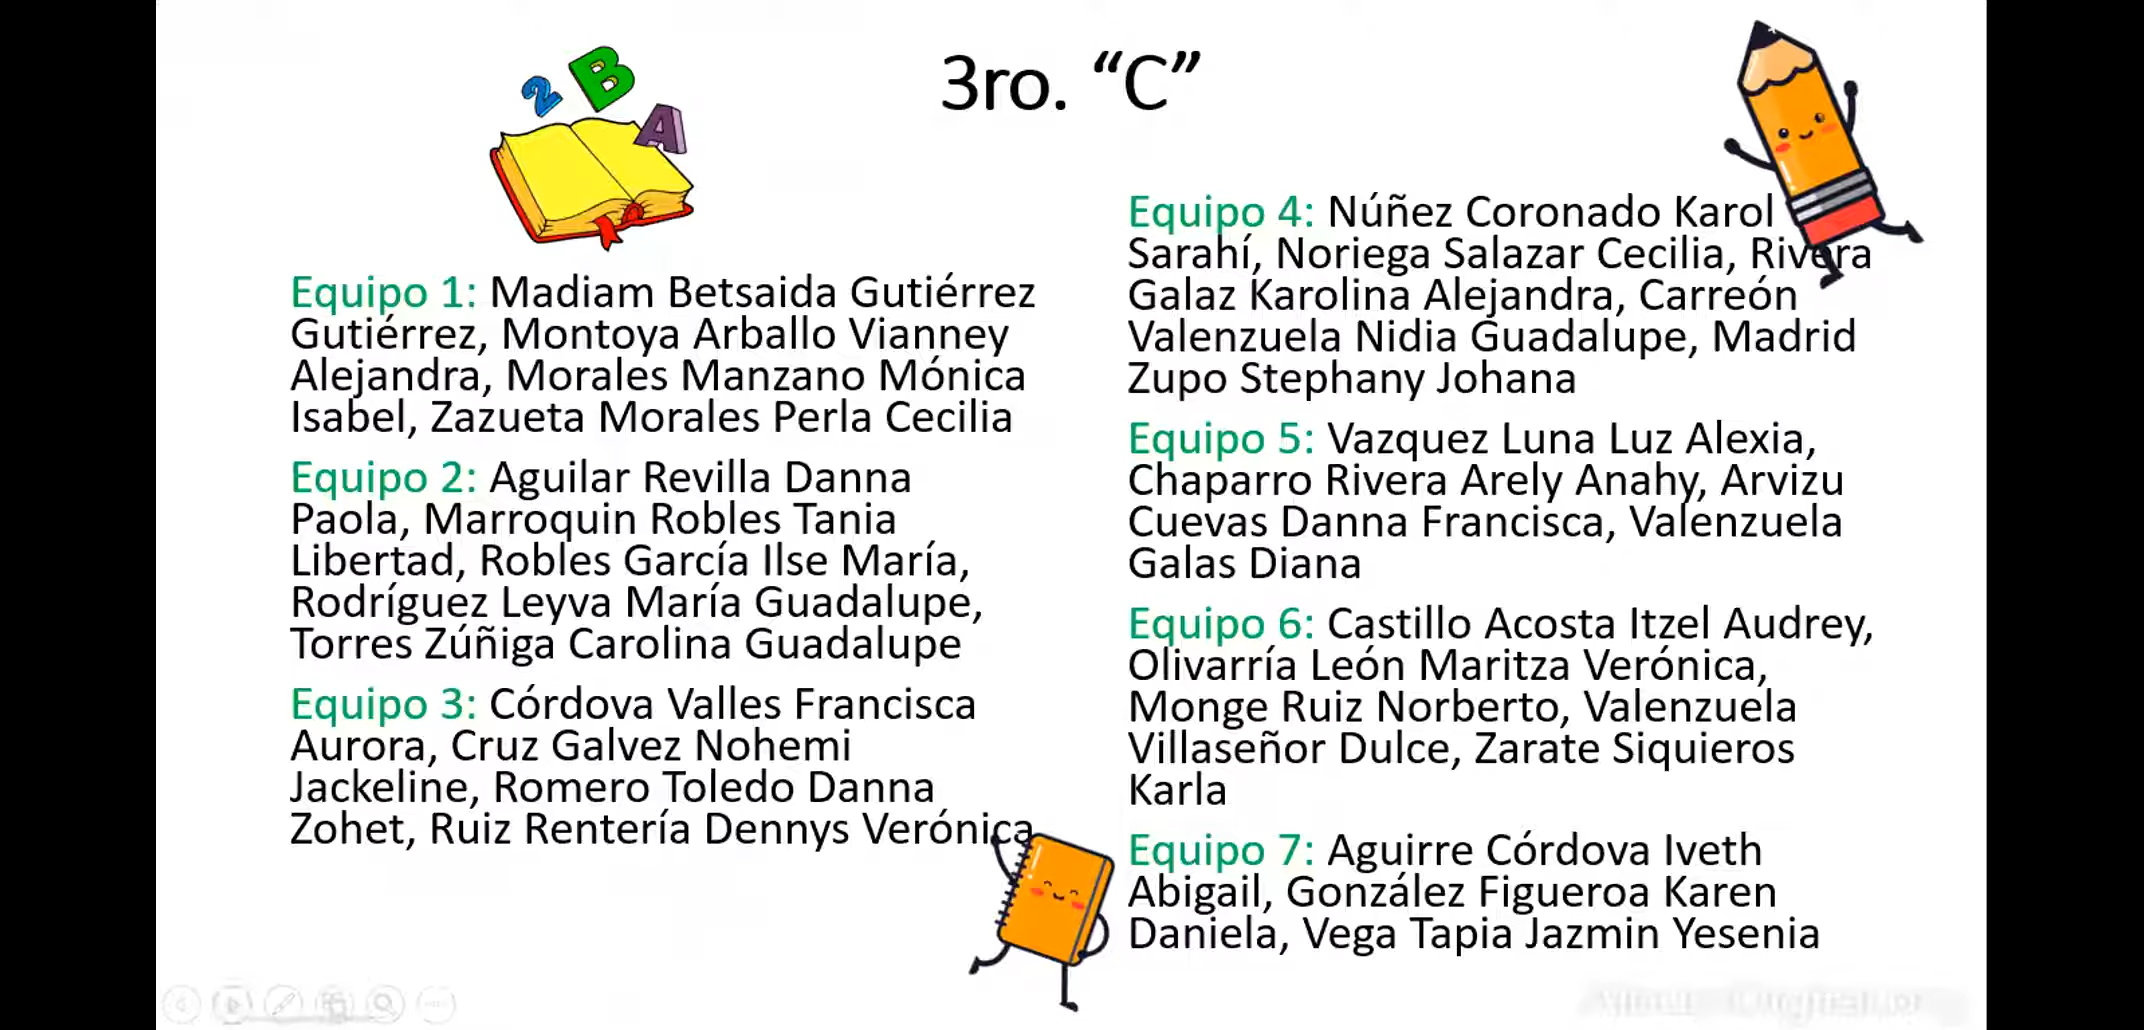 3ro. “C”
2
B
A
Equipo 1: Madiam Betsaida Gutiérrez
Gutiérrez, Montoya Arballo Vianney
Alejandra, Morales Manzano Mónica
Isabel, Zazueta Morales Perla Cecilia
Equipo 2: Aguilar Revilla Danna
Paola, Marroquin Robles Tania
Libertad, Robles García Ilse María,
Rodríguez Leyva María Guadalupe,
Torres Zúñiga Carolina Guadalupe
Equipo 3: Córdova Valles Francisca
Aurora, Cruz Galvez Nohemi
Jackeline, Romero Toledo Danna
Zohet, Ruiz Rentería Dennys Verónica
Equipo 4: Núñez Coronado Karol
Sarahí, Noriega Salazar Cecilia, Rivera
Galaz Karolina Alejandra, Carreón
Valenzuela Nidia Guadalupe, Madrid
Zupo Stephany Johana
Equipo 5: Vazquez Luna Luz Alexia,
Chaparro Rivera Arely Anahy, Arvizu
Cuevas Danna Francisca, Valenzuela
Galas Diana
Equipo 6: Castillo Acosta Itzel Audrey,
Olivarría León Maritza Verónica,
Monge Ruiz Norberto, Valenzuela
Villaseñor Dulce, Zarate Siquieros
Karla
Equipo 7: Aguirre Córdova Iveth
Abigail, González Figueroa Karen
Daniela, Vega Tapia Jazmin Yesenia